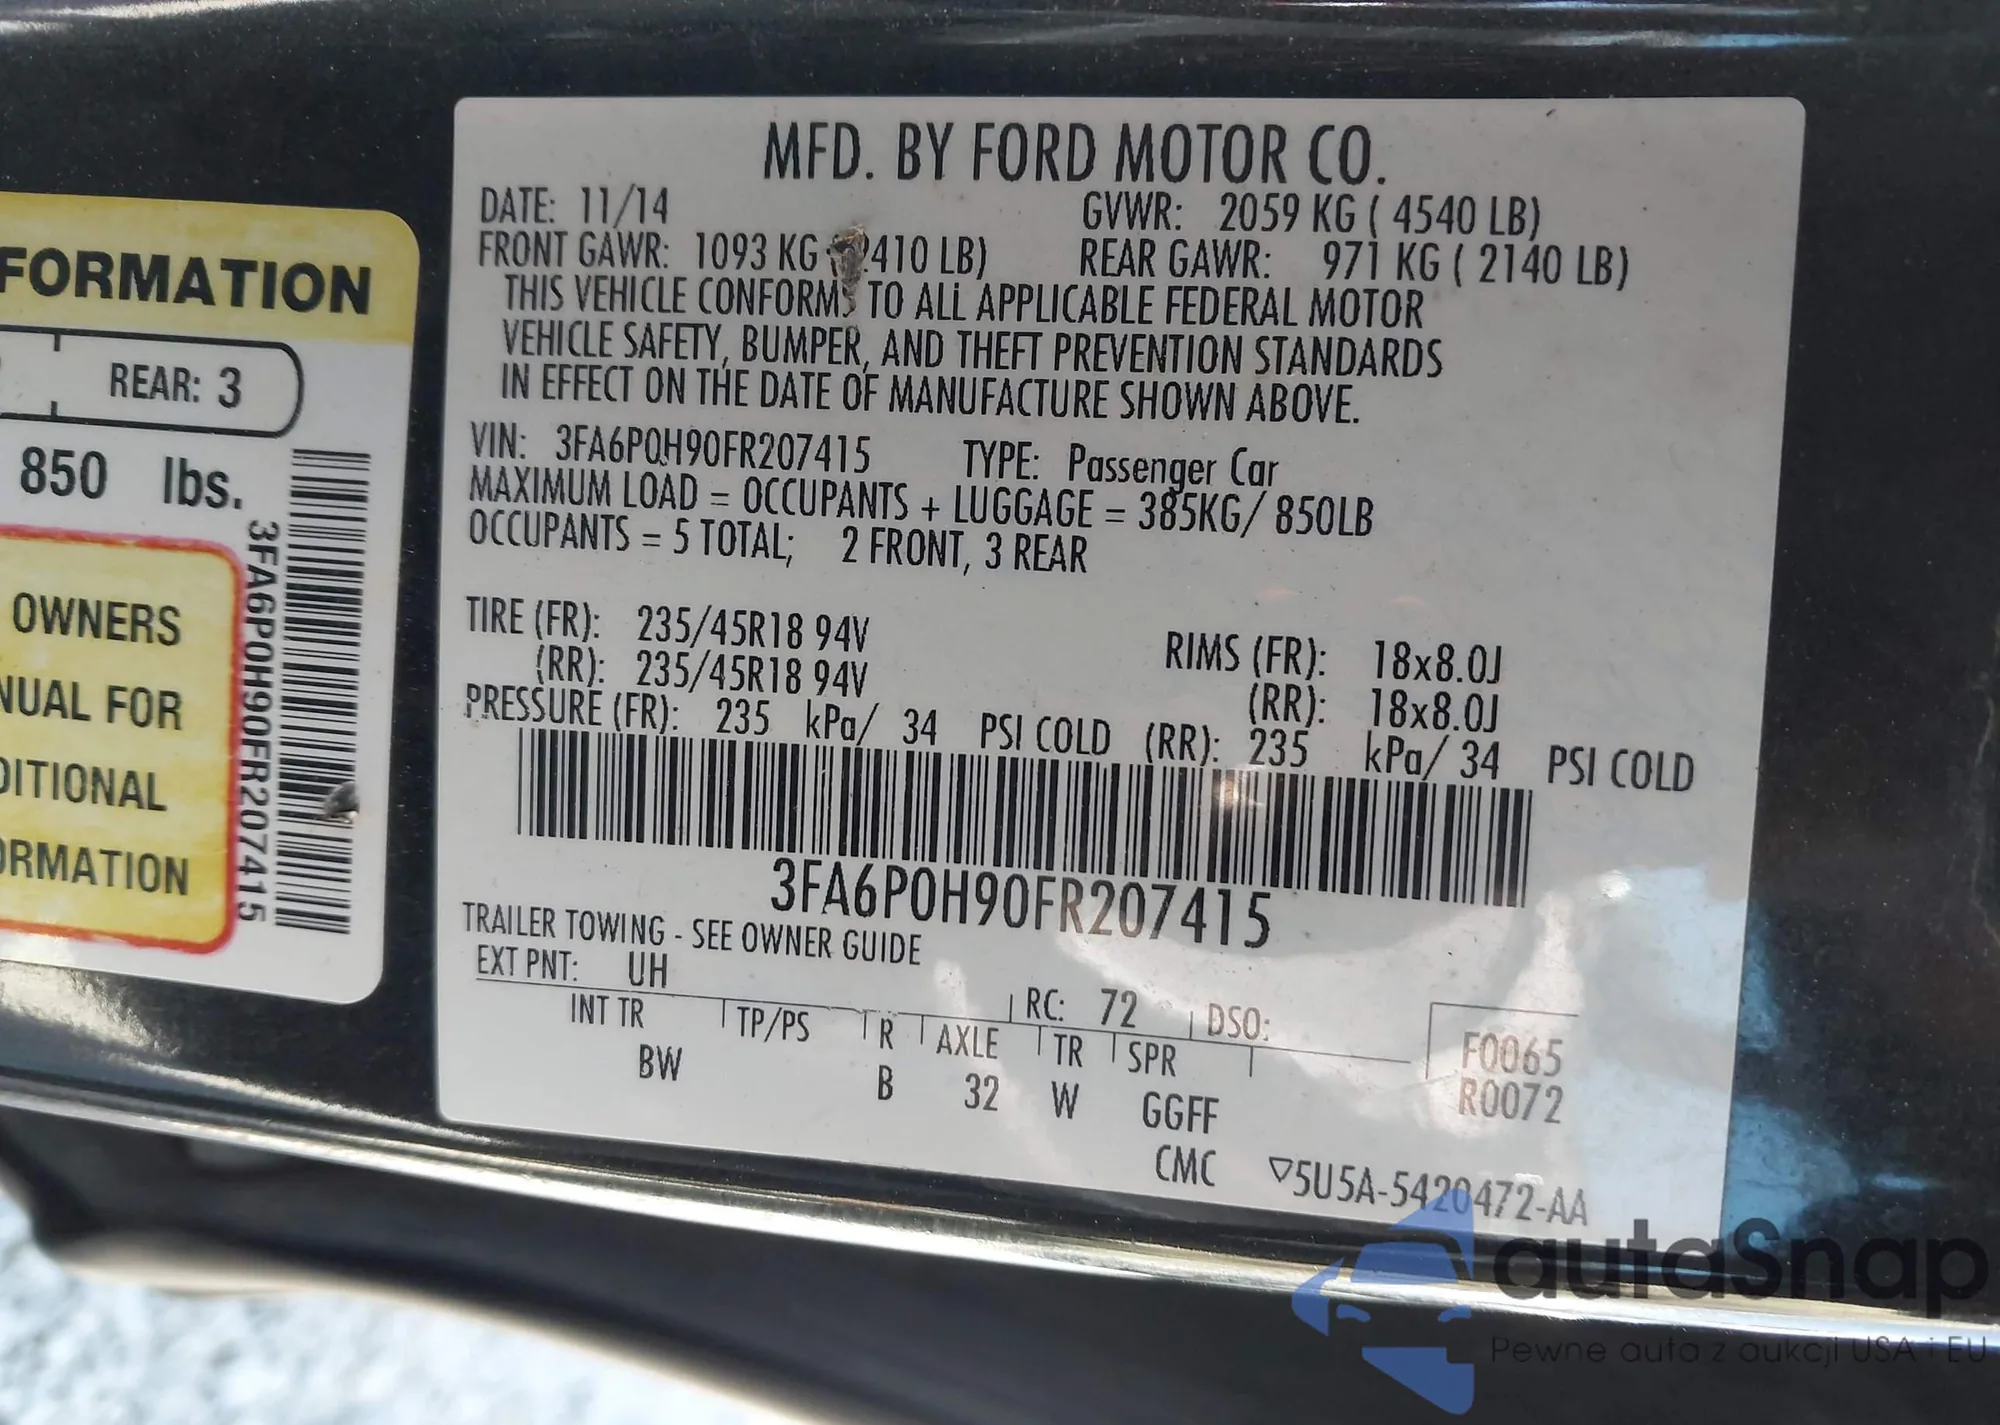 FORMATION
REAR: 3
850 lbs.
OWNERS
NUAL FOR
DITIONAL
ORMATION
3FA6P0H90FR207415
MFD. BY FORD MOTOR CO.
DATE: 11/14 GVWR: 2059 KG ( 4540 LB)
FRONT GAWR: 1093 KG 2410 LB) REAR GAWR: 971 KG ( 2140 LB)
THIS VEHICLE CONFORMS TO ALL APPLICABLE FEDERAL MOTOR
VEHICLE SAFETY, BUMPER, AND THEFT PREVENTION STANDARDS
IN EFFECT ON THE DATE OF MANUFACTURE SHOWN ABOVE.
VIN: 3FA6P0H90FR207415 TYPE: Passenger Car
MAXIMUM LOAD = OCCUPANTS + LUGGAGE = 385KG/ 850LB
OCCUPANTS = 5 TOTAL; 2 FRONT, 3 REAR
TIRE (FR): 235/45R18 94V RIMS (FR): 18x8.0J
(RR): 235/45R18 94V (RR): 18x8.0J
PRESSURE (FR): 235 kPa/ 34 PSI COLD (RR): 235 kPa/ 34 PSI COLD
3FA6P0H90FR207415
TRAILER TOWING - SEE OWNER GUIDE
EXT PNT: UH RC: 72 DSO: F0065
INT TR TP/PS R AXLE TR SPR R0072
BW B 32 W GGFF
CMC ▽5U5A-5420472-AA
autaSnap
Pewne auta z aukcji USA i EU